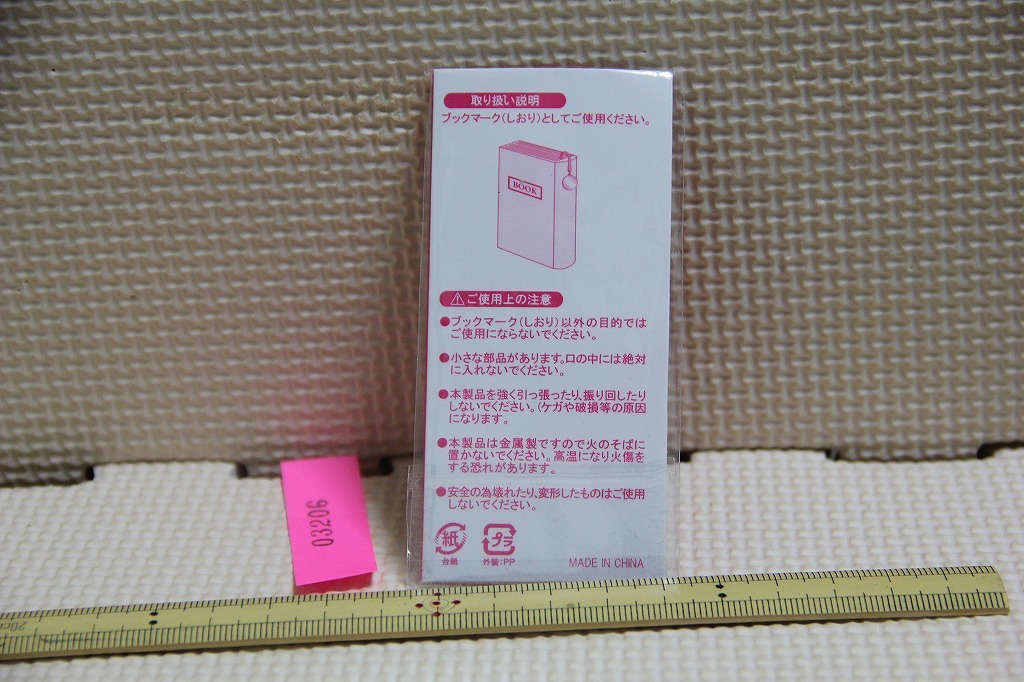 取り扱い説明
ブックマーク(しおり)としてご使用ください。
BOOK
⚠ご使用上の注意
●ブックマーク(しおり)以外の目的では
ご使用にならないでください。
●小さな部品があります。口の中には絶対
に入れないでください。
●本製品を強く引っ張ったり、振り回したり
しないでください。(ケガや破損等の原因
になります。
●本製品は金属製ですので火のそばに
置かないでください。高温になり火傷を
する恐れがあります。
●安全の為壊れたり、変形したものはご使用
しないでください。
紙
台紙
プラ
外装:PP
MADE IN CHINA
03206